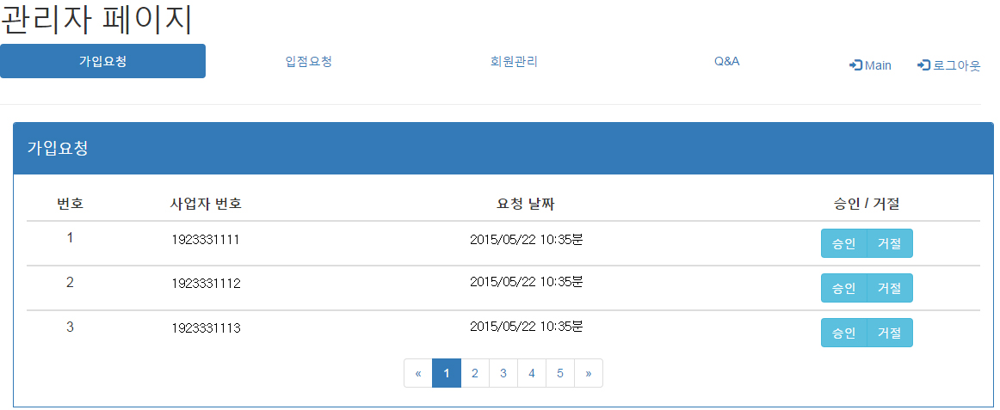 관리자 페이지
가입요청 입점요청 회원관리 Q&A Main 로그아웃
가입요청
번호 사업자 번호 요청 날짜 승인 / 거절
1 1923331111 2015/05/22 10:35분 승인 거절
2 1923331112 2015/05/22 10:35분 승인 거절
3 1923331113 2015/05/22 10:35분 승인 거절
« 1 2 3 4 5 »